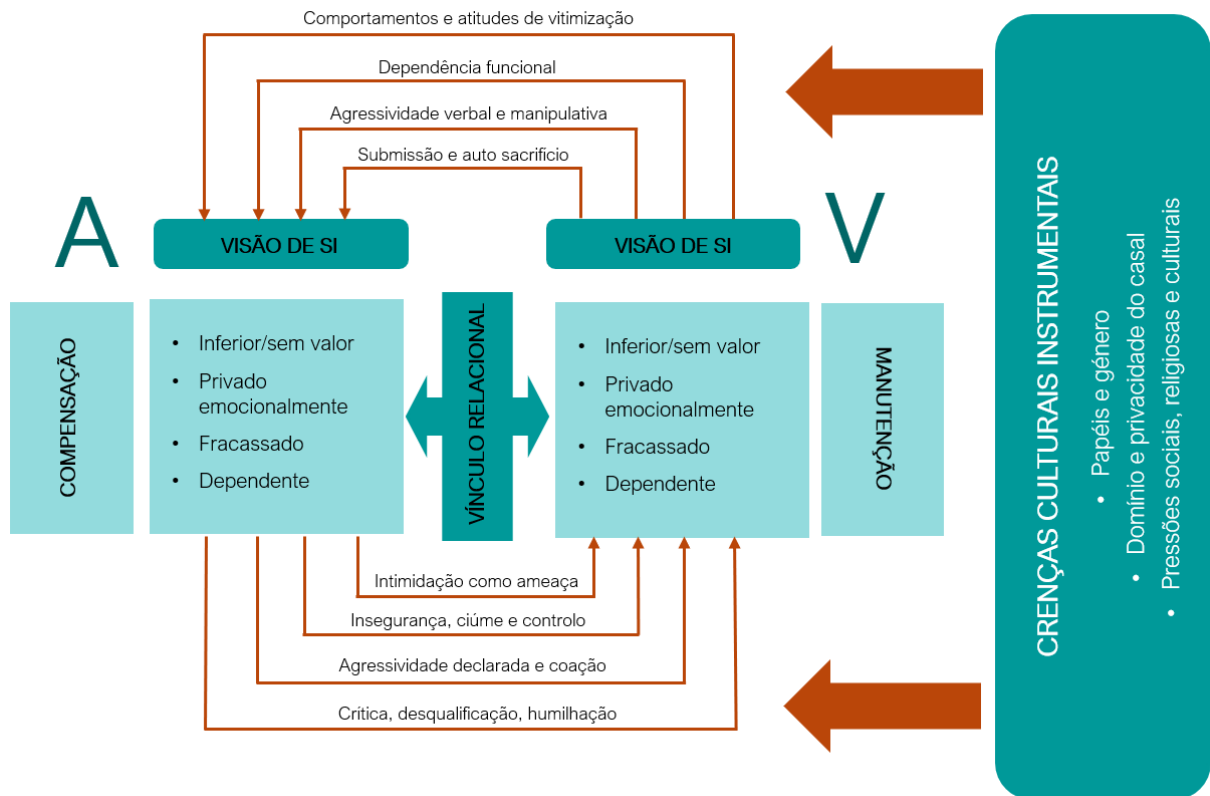 Comportamentos e atitudes de vitimização
Dependência funcional
Agressividade verbal e manipulativa
Submissão e auto sacrificio
A
VISÃO DE SI
VISÃO DE SI
V
COMPENSAÇÃO
• Inferior/sem valor
• Privado
emocionalmente
• Fracassado
• Dependente
VÍNCULO RELACIONAL
• Inferior/sem valor
• Privado
emocionalmente
• Fracassado
• Dependente
MANUTENÇÃO
Intimidação como ameaça
Insegurança, ciúme e controlo
Agressividade declarada e coação
Critica, desqualificação, humilhação
CRENÇAS CULTURAIS INSTRUMENTAIS
• Papéis e género
• Domínio e privacidade do casal
• Pressões sociais, religiosas e culturais